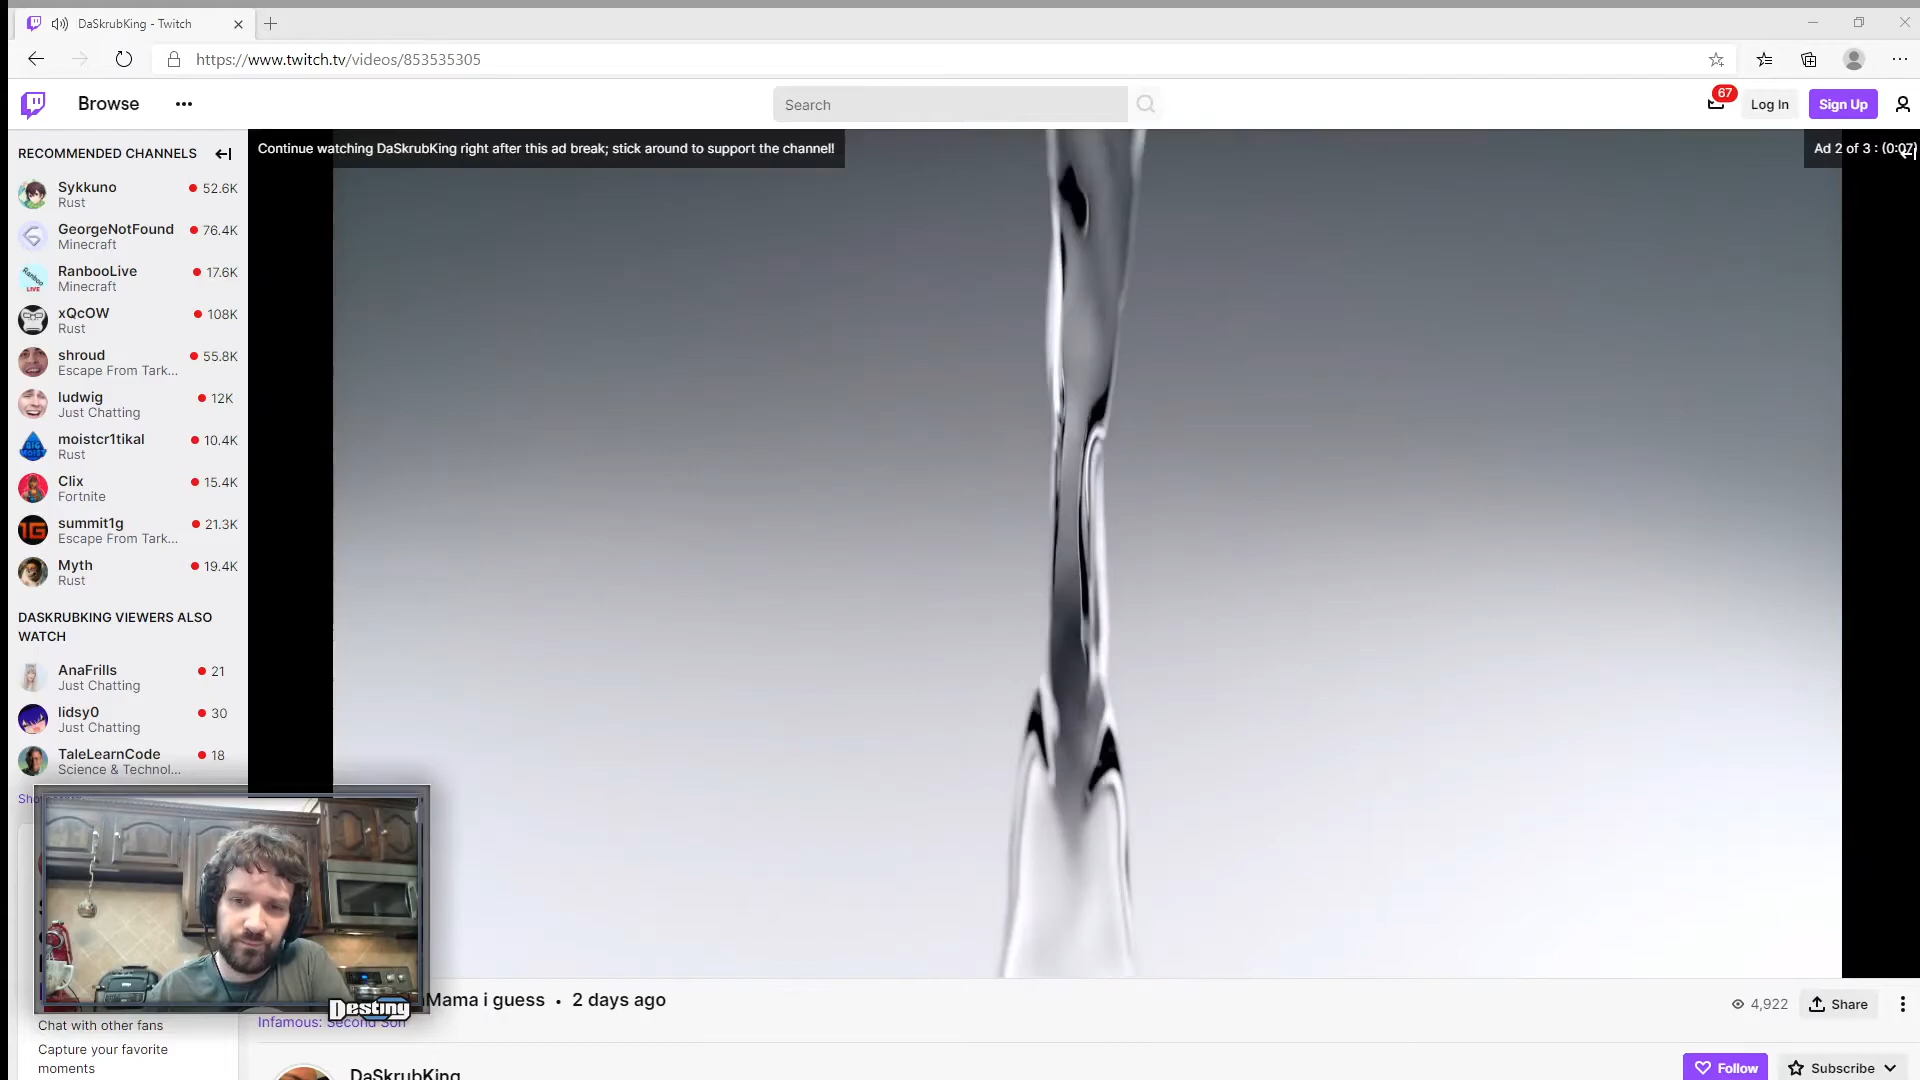 DaSkrubKing - Twitch
https://www.twitch.tv/videos/853535305
Browse
Search
67
Log In
Sign Up
RECOMMENDED CHANNELS
Continue watching DaSkrubKing right after this ad break; stick around to support the channel!
Ad 2 of 3 : (0:07)
Sykkuno
52.6K
Rust
GeorgeNotFound
76.4K
Minecraft
RanbooLive
17.6K
Minecraft
xQcOW
108K
Rust
shroud
55.8K
Escape From Tark...
ludwig
12K
Just Chatting
moistcr1tikal
10.4K
Rust
Clix
15.4K
Fortnite
summit1g
21.3K
Escape From Tark...
Myth
19.4K
Rust
DASKRUBKING VIEWERS ALSO
WATCH
AnaFrills
21
Just Chatting
lidsy0
30
Just Chatting
TaleLearnCode
18
Science & Technol...
Destiny
Mama i guess • 2 days ago
4,922
Share
Infamous: Second Son
Chat with other fans
Capture your favorite
moments
DaSkrubKing
Follow
Subscribe